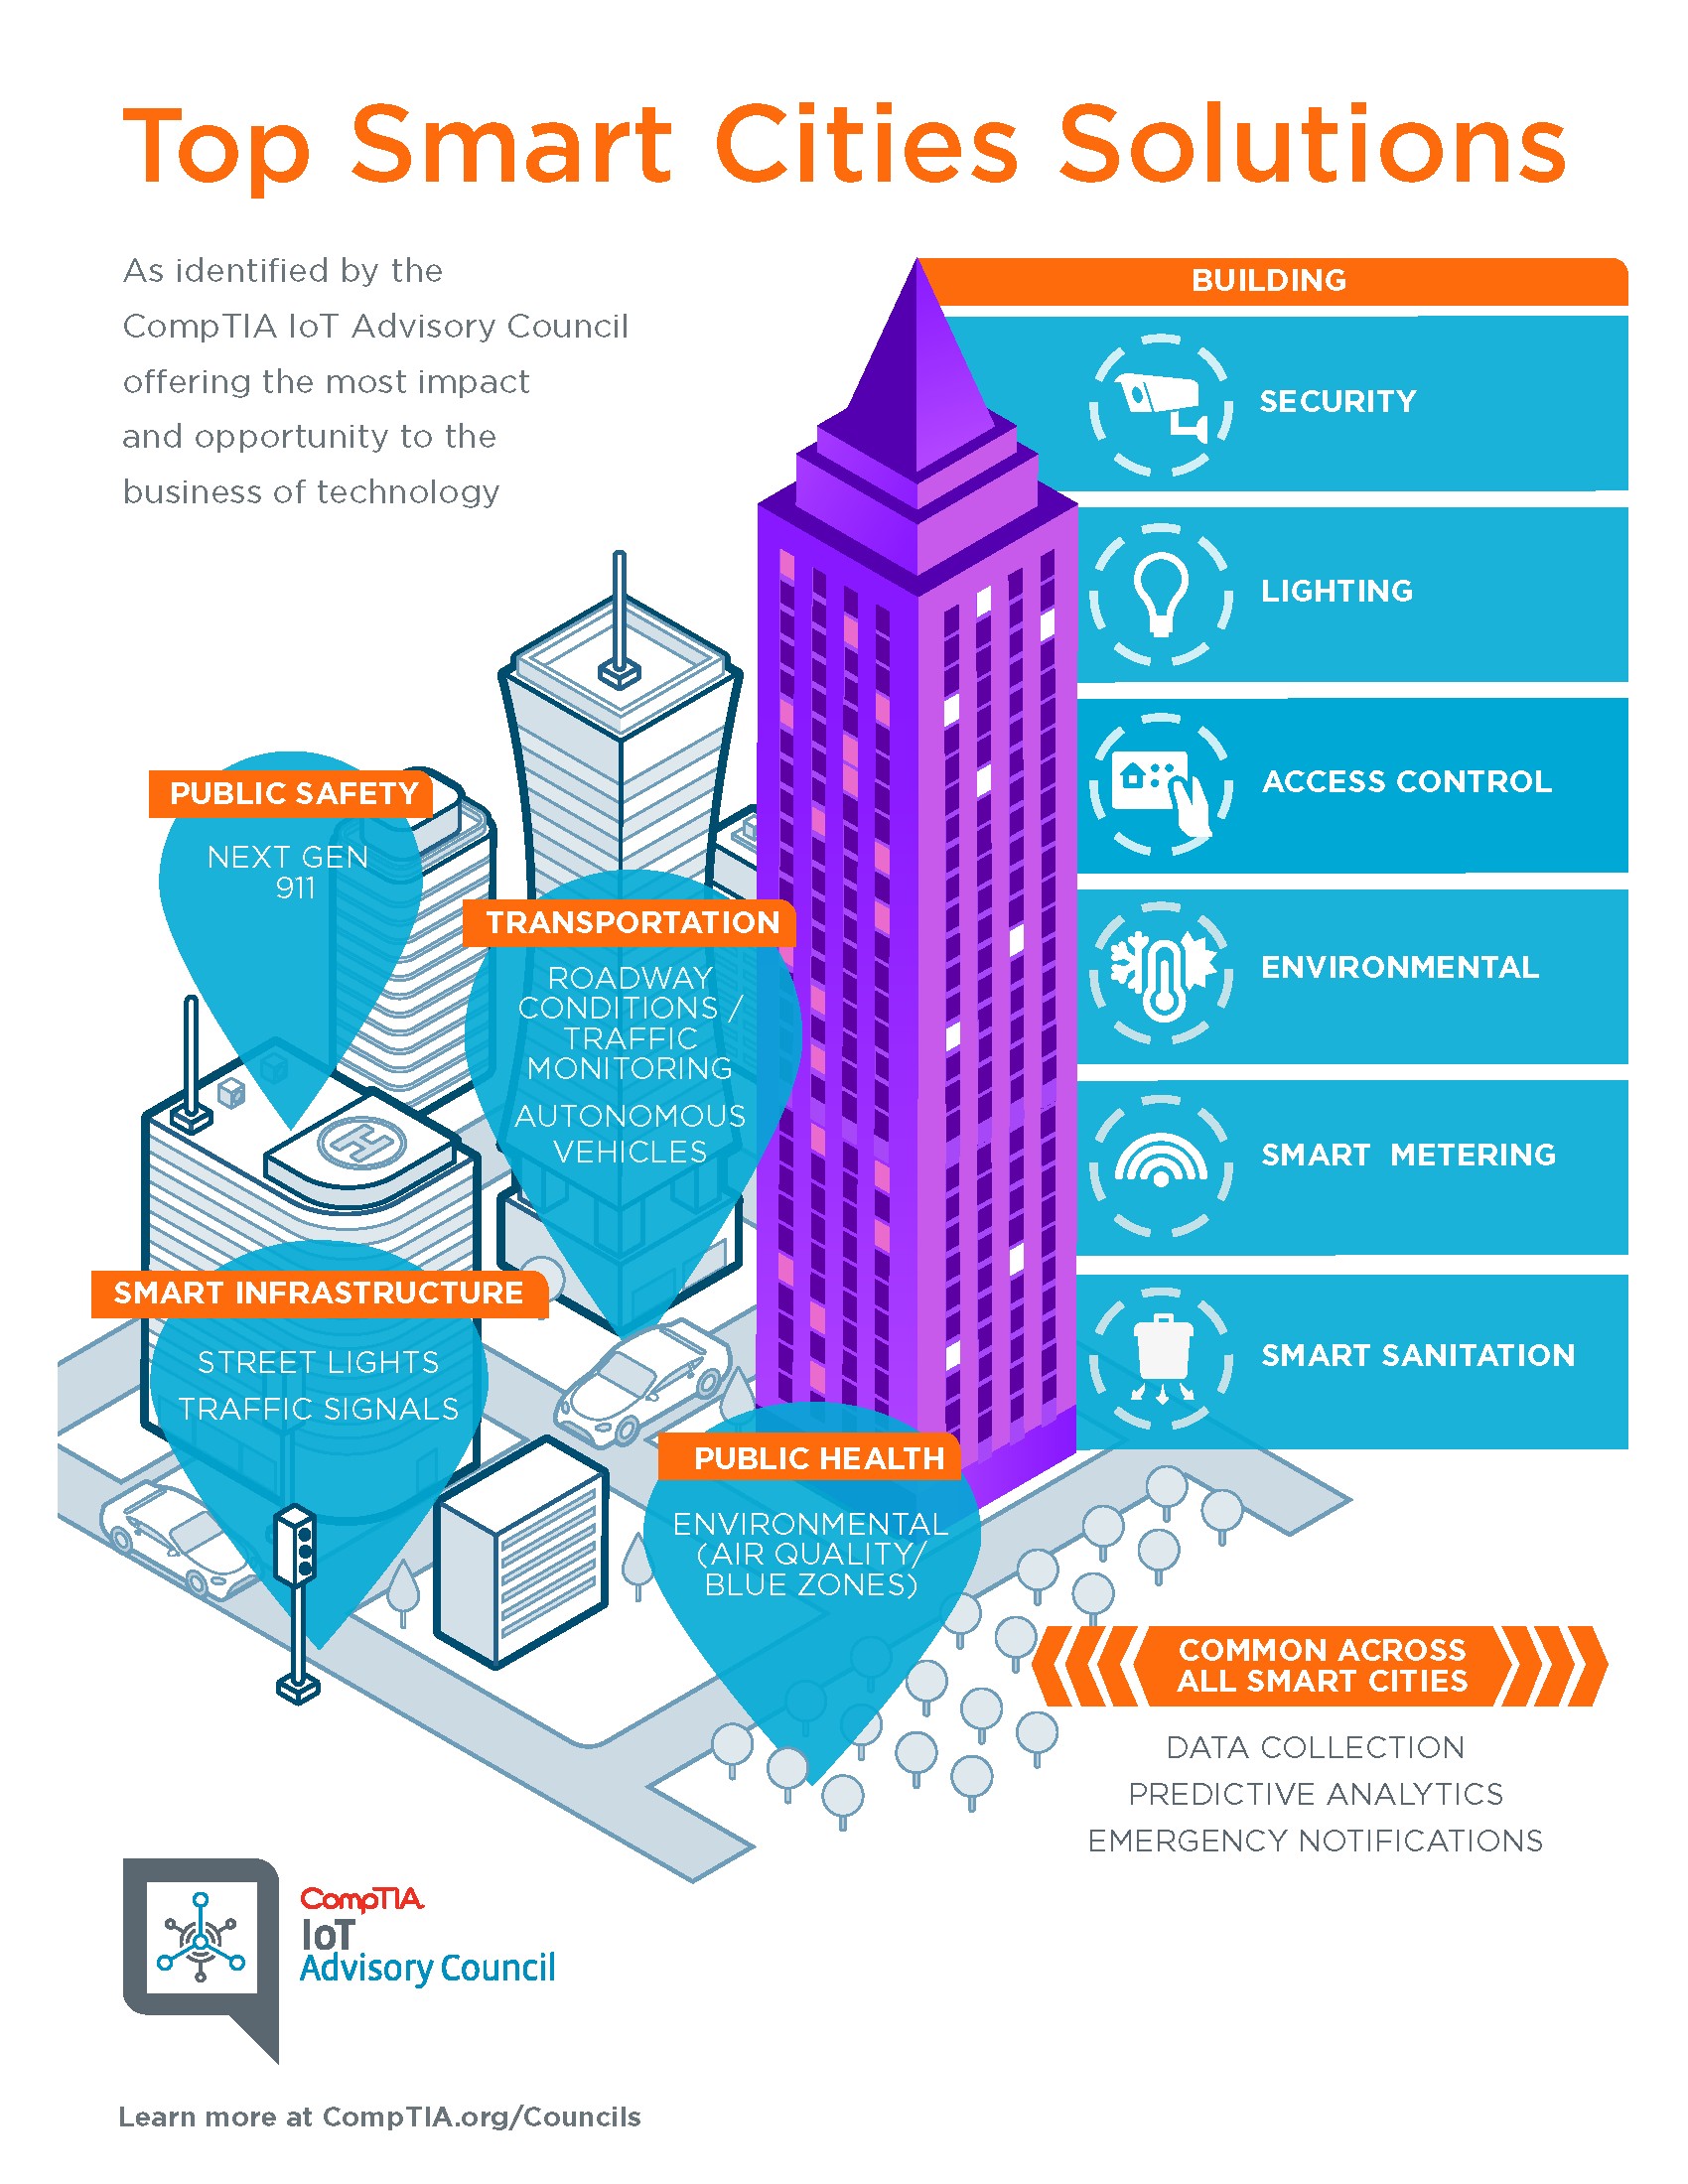 Top Smart Cities Solutions
As identified by the
CompTIA IoT Advisory Council
offering the most impact
and opportunity to the
business of technology
BUILDING
SECURITY
LIGHTING
ACCESS CONTROL
ENVIRONMENTAL
SMART METERING
SMART SANITATION
PUBLIC SAFETY
NEXT GEN
911
TRANSPORTATION
ROADWAY
CONDITIONS /
TRAFFIC
MONITORING
AUTONOMOUS
VEHICLES
SMART INFRASTRUCTURE
STREET LIGHTS
TRAFFIC SIGNALS
PUBLIC HEALTH
ENVIRONMENTAL
(AIR QUALITY/
BLUE ZONES)
COMMON ACROSS
ALL SMART CITIES
DATA COLLECTION
PREDICTIVE ANALYTICS
EMERGENCY NOTIFICATIONS
H
CompTIA
IoT
Advisory Council
Learn more at CompTIA.org/Councils